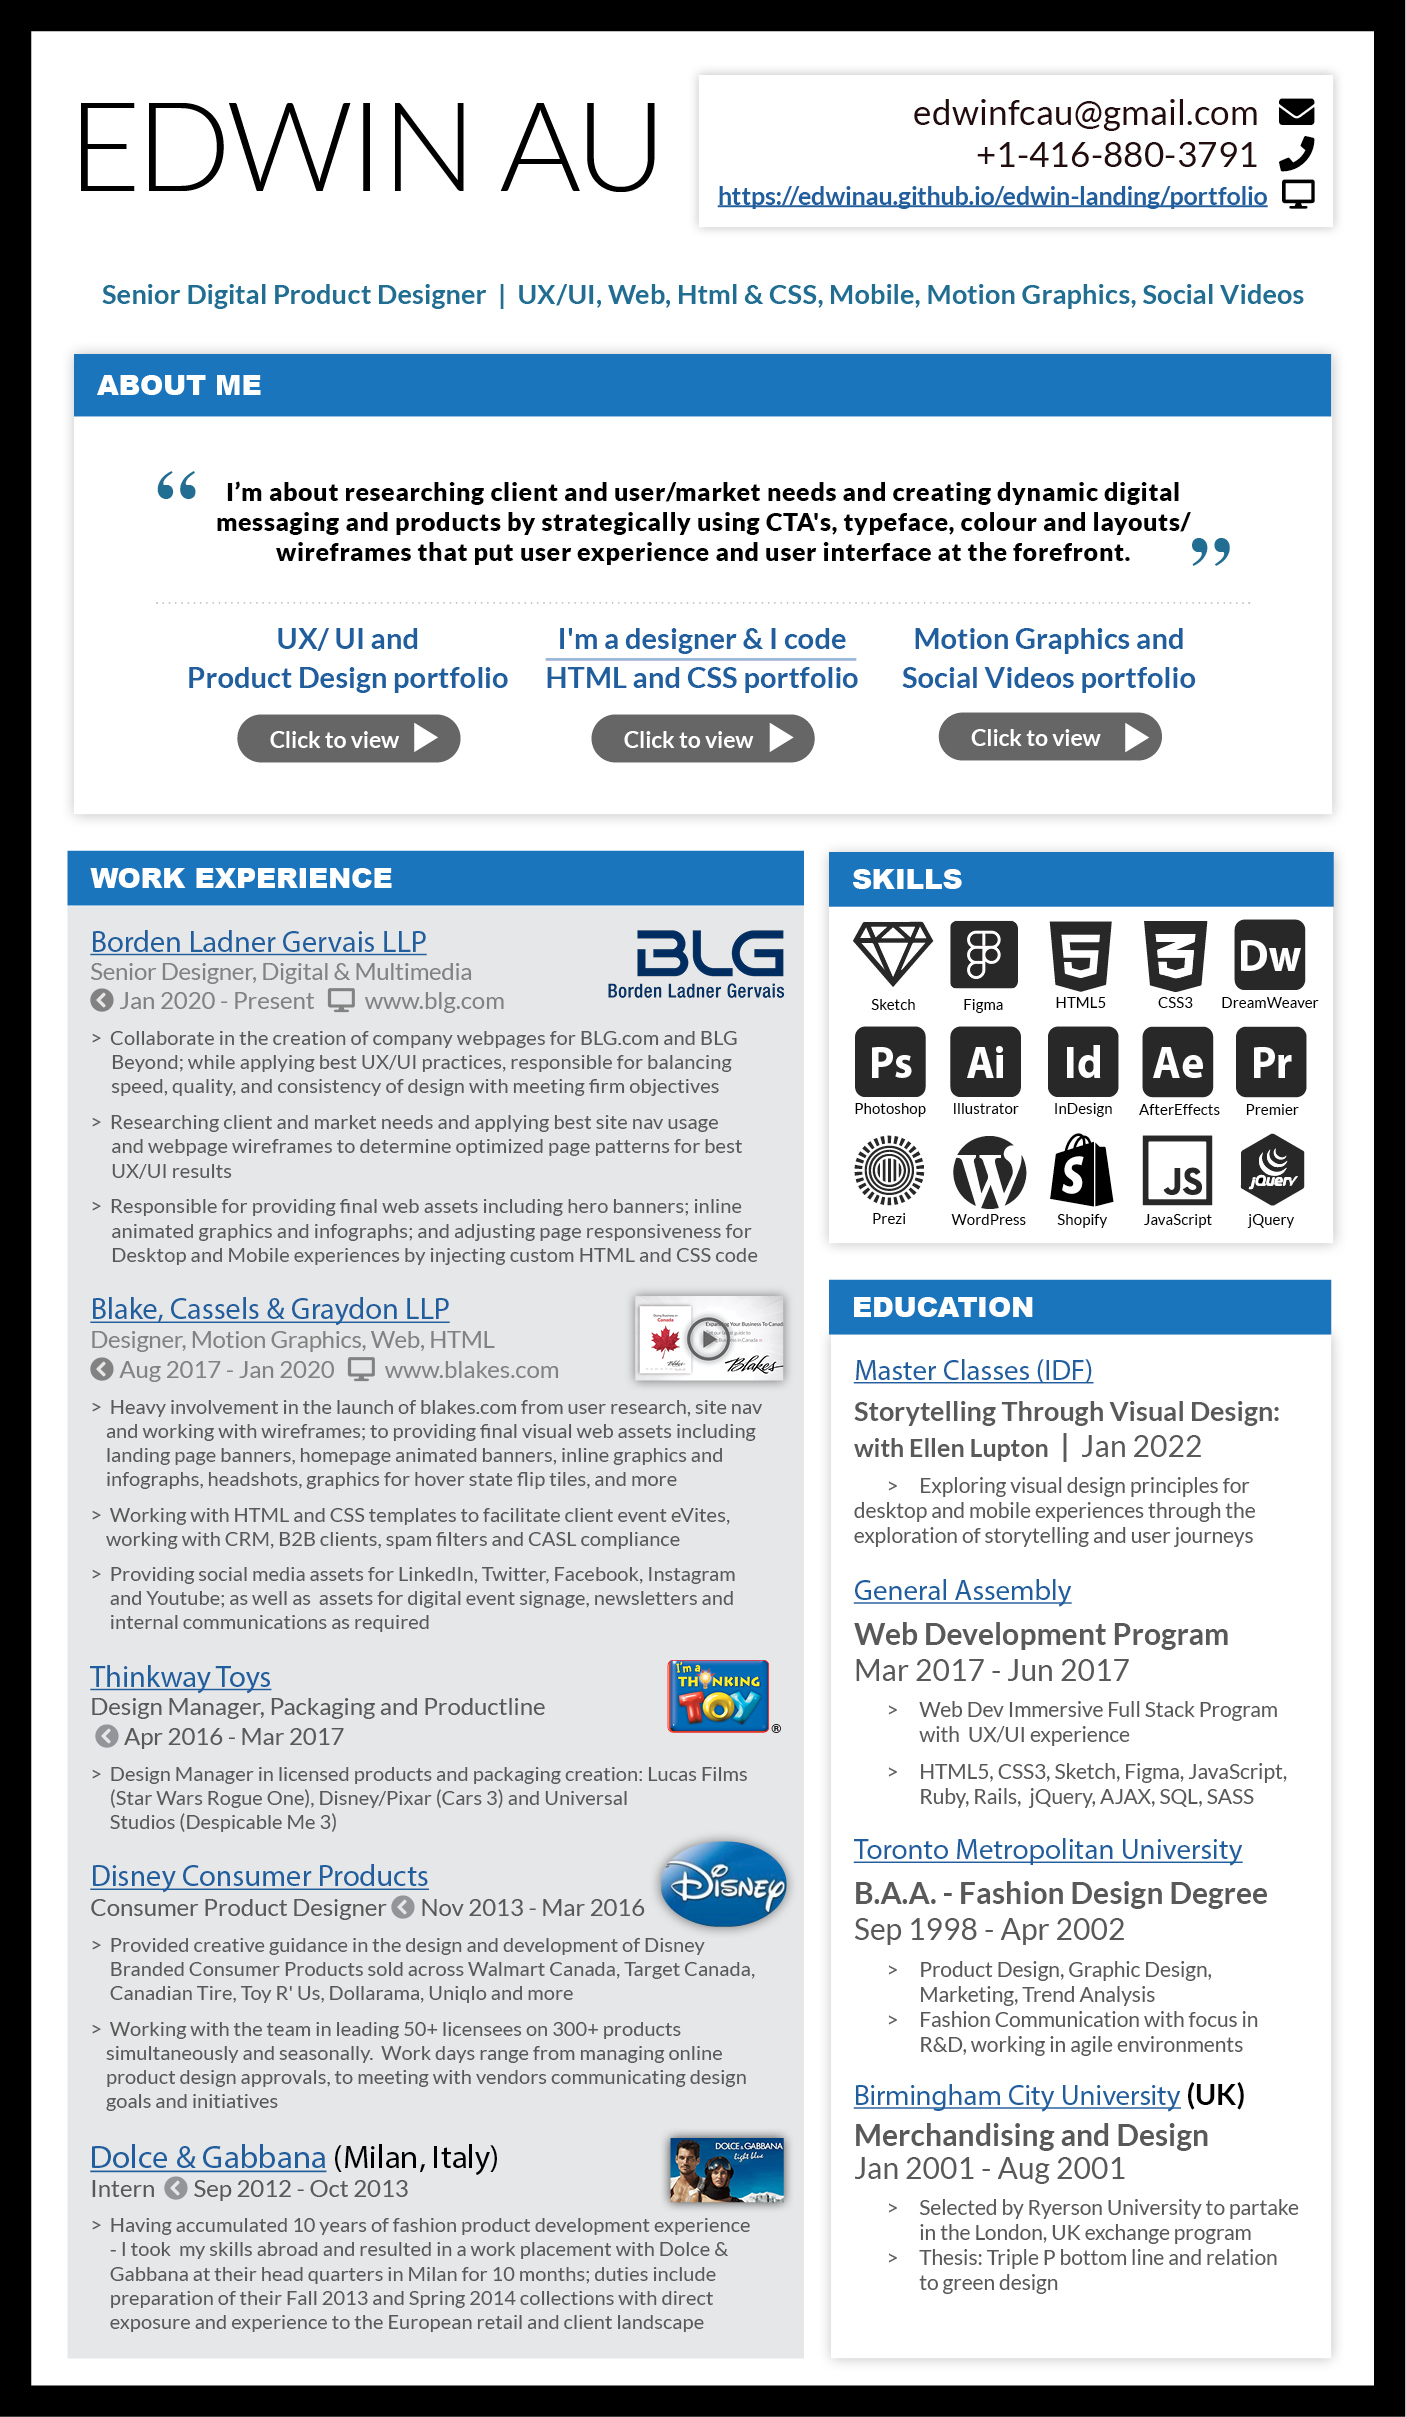 EDWIN AU
edwinfcau@gmail.com
+1-416-880-3791
https://edwinau.github.io/edwin-landing/portfolio
Senior Digital Product Designer | UX/UI, Web, Html & CSS, Mobile, Motion Graphics, Social Videos
ABOUT ME
“ I’m about researching client and user/market needs and creating dynamic digital
messaging and products by strategically using CTA's, typeface, colour and layouts/
wireframes that put user experience and user interface at the forefront. ”
UX/ UI and
Product Design portfolio
Click to view
I'm a designer & I code
HTML and CSS portfolio
Click to view
Motion Graphics and
Social Videos portfolio
Click to view
WORK EXPERIENCE
Borden Ladner Gervais LLP
Senior Designer, Digital & Multimedia
Jan 2020 - Present www.blg.com
BLG
Borden Ladner Gervais
> Collaborate in the creation of company webpages for BLG.com and BLG
Beyond; while applying best UX/UI practices, responsible for balancing
speed, quality, and consistency of design with meeting firm objectives
> Researching client and market needs and applying best site nav usage
and webpage wireframes to determine optimized page patterns for best
UX/UI results
> Responsible for providing final web assets including hero banners; inline
animated graphics and infographs; and adjusting page responsiveness for
Desktop and Mobile experiences by injecting custom HTML and CSS code
Blake, Cassels & Graydon LLP
Designer, Motion Graphics, Web, HTML
Aug 2017 - Jan 2020 www.blakes.com
Canada
Your Business To Canad
Blakes
> Heavy involvement in the launch of blakes.com from user research, site nav
and working with wireframes; to providing final visual web assets including
landing page banners, homepage animated banners, inline graphics and
infographs, headshots, graphics for hover state flip tiles, and more
> Working with HTML and CSS templates to facilitate client event eVites,
working with CRM, B2B clients, spam filters and CASL compliance
> Providing social media assets for LinkedIn, Twitter, Facebook, Instagram
and Youtube; as well as assets for digital event signage, newsletters and
internal communications as required
Thinkway Toys
Design Manager, Packaging and Productline
Apr 2016 - Mar 2017
I'm a
THINKING
TOY
®
> Design Manager in licensed products and packaging creation: Lucas Films
(Star Wars Rogue One), Disney/Pixar (Cars 3) and Universal
Studios (Despicable Me 3)
Disney Consumer Products
Consumer Product Designer Nov 2013 - Mar 2016
DISNEY
> Provided creative guidance in the design and development of Disney
Branded Consumer Products sold across Walmart Canada, Target Canada,
Canadian Tire, Toy R' Us, Dollarama, Uniqlo and more
> Working with the team in leading 50+ licensees on 300+ products
simultaneously and seasonally. Work days range from managing online
product design approvals, to meeting with vendors communicating design
goals and initiatives
Dolce & Gabbana (Milan, Italy)
Intern Sep 2012 - Oct 2013
DOLCE & GABBANA
light blue
> Having accumulated 10 years of fashion product development experience
- I took my skills abroad and resulted in a work placement with Dolce &
Gabbana at their head quarters in Milan for 10 months; duties include
preparation of their Fall 2013 and Spring 2014 collections with direct
exposure and experience to the European retail and client landscape
SKILLS
5 3 Dw
Sketch Figma HTML5 CSS3 DreamWeaver
Ps Ai Id Ae Pr
Photoshop Illustrator InDesign AfterEffects Premier
W S JS jQuery
Prezi WordPress Shopify JavaScript jQuery
EDUCATION
Master Classes (IDF)
Storytelling Through Visual Design:
with Ellen Lupton | Jan 2022
> Exploring visual design principles for
desktop and mobile experiences through the
exploration of storytelling and user journeys
General Assembly
Web Development Program
Mar 2017 - Jun 2017
> Web Dev Immersive Full Stack Program
with UX/UI experience
> HTML5, CSS3, Sketch, Figma, JavaScript,
Ruby, Rails, jQuery, AJAX, SQL, SASS
Toronto Metropolitan University
B.A.A. - Fashion Design Degree
Sep 1998 - Apr 2002
> Product Design, Graphic Design,
Marketing, Trend Analysis
> Fashion Communication with focus in
R&D, working in agile environments
Birmingham City University (UK)
Merchandising and Design
Jan 2001 - Aug 2001
> Selected by Ryerson University to partake
in the London, UK exchange program
> Thesis: Triple P bottom line and relation
to green design